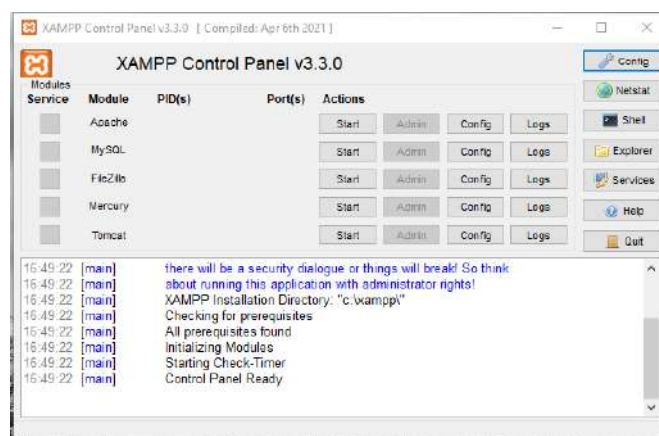 XAMPP Control Panel v3.3.0 [ Compiled: Apr 6th 2021 ]
XAMPP Control Panel v3.3.0
Config
Modules
Service Module PID(s) Port(s) Actions
Netstat
Apache Start Admin Config Logs
Shell
MySQL Start Admin Config Logs
Explorer
FileZilla Start Admin Config Logs
Services
Mercury Start Admin Config Logs
Help
Tomcat Start Admin Config Logs
Quit
16:49:22 [main] there will be a security dialogue or things will break! So think
16:49:22 [main] about running this application with administrator rights!
16:49:22 [main] XAMPP Installation Directory: "c:\xampp\"
16:49:22 [main] Checking for prerequisites
16:49:22 [main] All prerequisites found
16:49:22 [main] Initializing Modules
16:49:22 [main] Starting Check-Timer
16:49:22 [main] Control Panel Ready